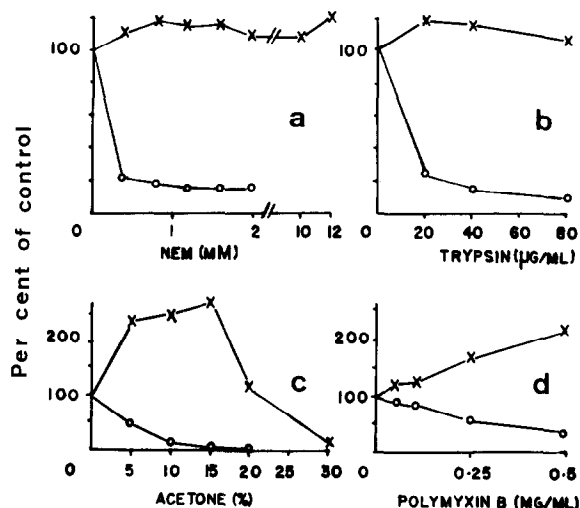 Per cent of control
100
a
0
1
2
10
12
NEM (MM)
100
b
0
20
40
60
80
TRYPSIN (µG/ML)
200
100
c
0
5
10
15
20
25
30
ACETONE (%)
200
100
d
0
0.25
0.5
POLYMYXIN B (MG/ML)